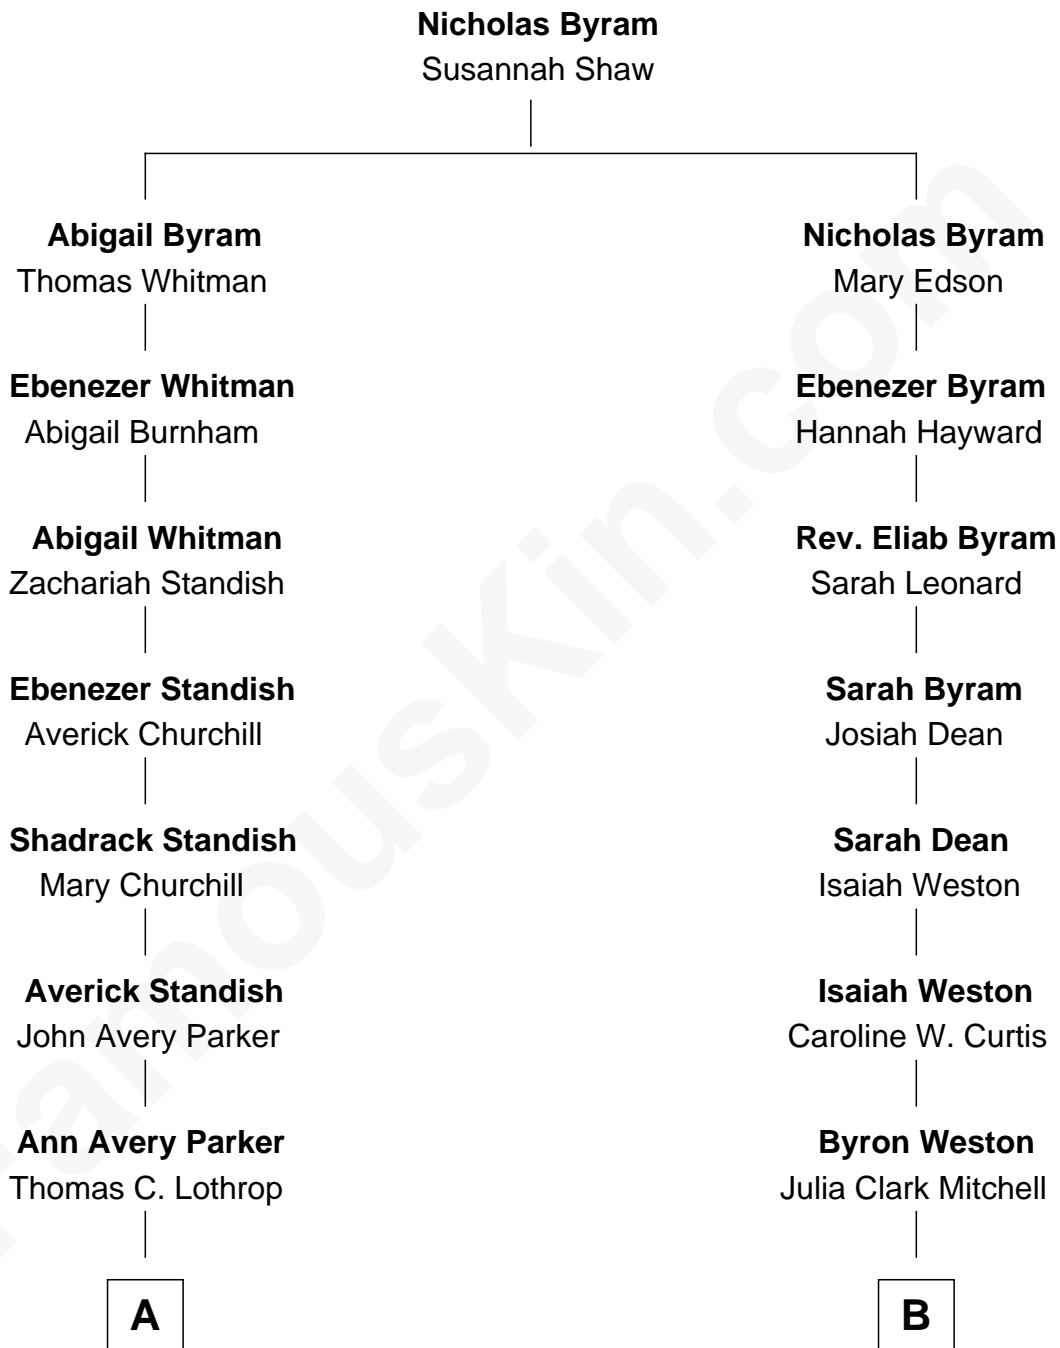 Nicholas Byram
Susannah Shaw
Abigail Byram
Thomas Whitman
Nicholas Byram
Mary Edson
Ebenezer Whitman
Abigail Burnham
Ebenezer Byram
Hannah Hayward
Abigail Whitman
Zachariah Standish
Rev. Eliab Byram
Sarah Leonard
Ebenezer Standish
Averick Churchill
Sarah Byram
Josiah Dean
Shadrack Standish
Mary Churchill
Sarah Dean
Isaiah Weston
Averick Standish
John Avery Parker
Isaiah Weston
Caroline W. Curtis
Ann Avery Parker
Thomas C. Lothrop
Byron Weston
Julia Clark Mitchell
A
B
FamousKin.com